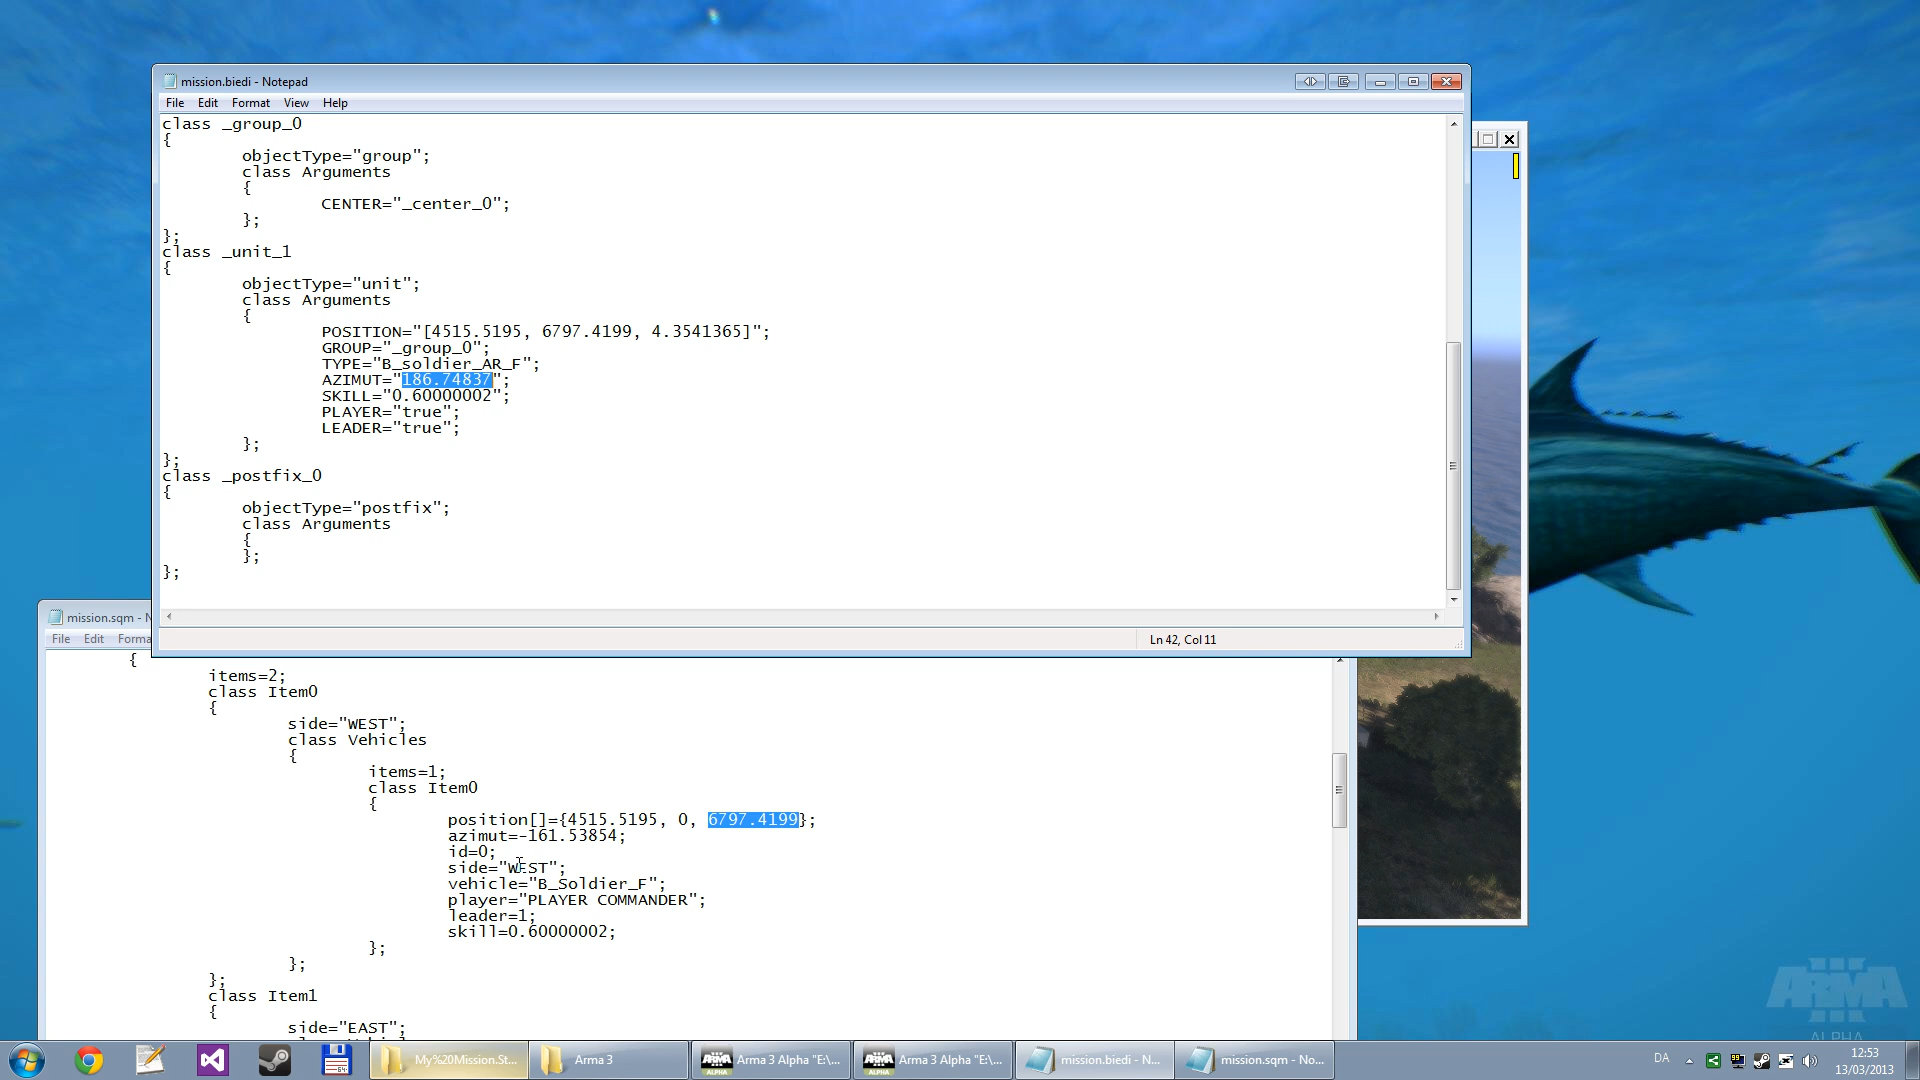 mission.biedi - Notepad
File Edit Format View Help
class _group_0
{
objectType="group";
class Arguments
{
CENTER="_center_0";
};
};
class _unit_1
{
objectType="unit";
class Arguments
{
POSITION="[4515.5195, 6797.4199, 4.3541365]";
GROUP="_group_0";
TYPE="B_soldier_AR_F";
AZIMUT="186.74837";
SKILL="0.60000002";
PLAYER="true";
LEADER="true";
};
};
class _postfix_0
{
objectType="postfix";
class Arguments
{
};
};
Ln 42, Col 11
mission.sqm - N
File Edit Forma
{
items=2;
class Item0
{
side="WEST";
class Vehicles
{
items=1;
class Item0
{
position[]={4515.5195, 0, 6797.4199};
azimut=-161.53854;
id=0;
side="WEST";
vehicle="B_Soldier_F";
player="PLAYER COMMANDER";
leader=1;
skill=0.60000002;
};
};
};
class Item1
{
side="EAST";
ARMA III
ALPHA
My%20Mission.St...
Arma 3
Arma 3 Alpha "E:\...
Arma 3 Alpha "E:\...
mission.biedi - N...
mission.sqm - No...
DA
12:53
13/03/2013